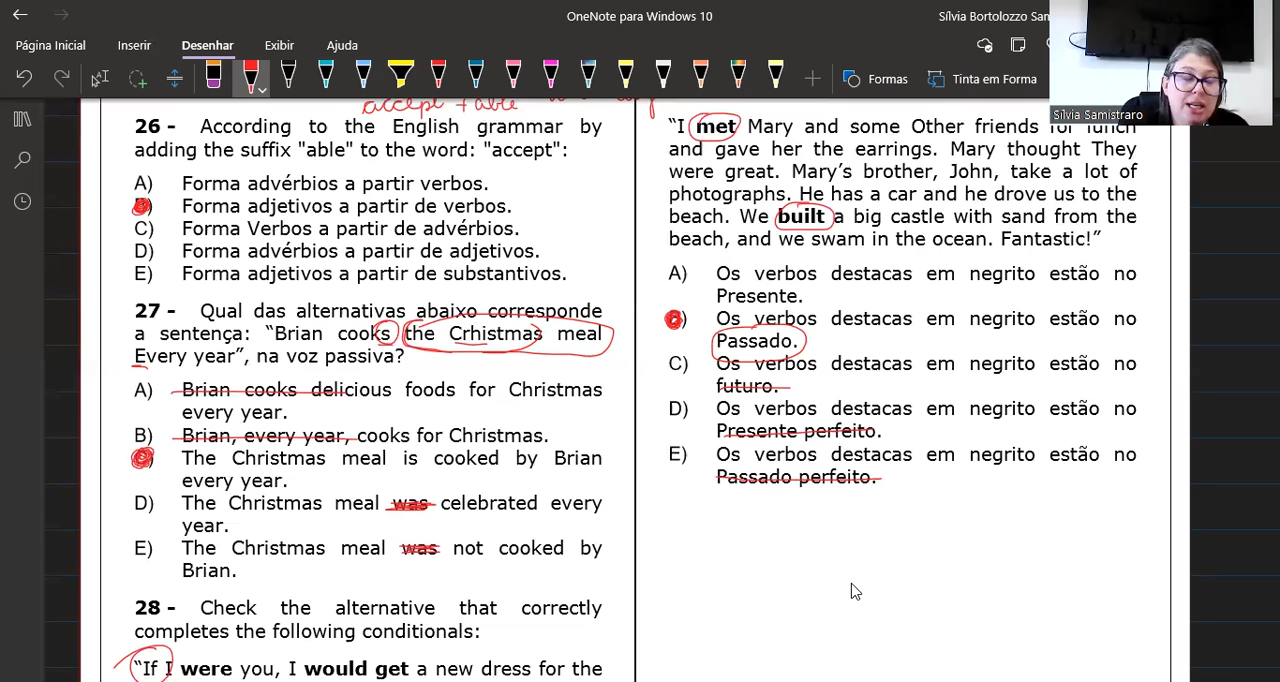 OneNote para Windows 10
Sílvia Bortolozzo San
Página Inicial
Inserir
Desenhar
Exibir
Ajuda
Formas
Tinta em Forma
Sílvia Samistraro
accept + able
26 - According to the English grammar by
adding the suffix "able" to the word: "accept":
A) Forma advérbios a partir verbos.
Forma adjetivos a partir de verbos.
C) Forma Verbos a partir de advérbios.
D) Forma advérbios a partir de adjetivos.
E) Forma adjetivos a partir de substantivos.
27 - Qual das alternativas abaixo corresponde
a sentença: “Brian cooks the Crhistmas meal
Every year”, na voz passiva?
A) Brian cooks delicious foods for Christmas
every year.
B) Brian, every year, cooks for Christmas.
The Christmas meal is cooked by Brian
every year.
D) The Christmas meal was celebrated every
year.
E) The Christmas meal was not cooked by
Brian.
28 - Check the alternative that correctly
completes the following conditionals:
“If I were you, I would get a new dress for the
“I met Mary and some Other friends for lunch
and gave her the earrings. Mary thought They
were great. Mary’s brother, John, take a lot of
photographs. He has a car and he drove us to the
beach. We built a big castle with sand from the
beach, and we swam in the ocean. Fantastic!”
A) Os verbos destacas em negrito estão no
Presente.
Os verbos destacas em negrito estão no
Passado.
C) Os verbos destacas em negrito estão no
futuro.
D) Os verbos destacas em negrito estão no
Presente perfeito.
E) Os verbos destacas em negrito estão no
Passado perfeito.